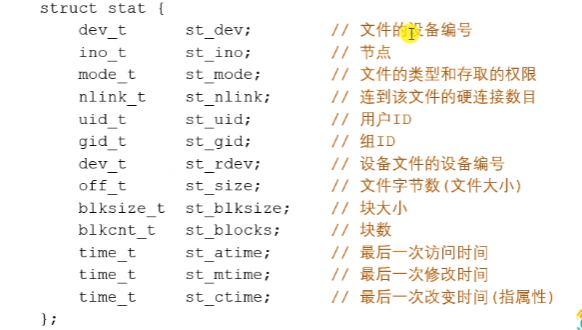 struct stat {
dev_t st_dev; // 文件的设备编号
ino_t st_ino; // 节点
mode_t st_mode; // 文件的类型和存取的权限
nlink_t st_nlink; // 连到该文件的硬连接数目
uid_t st_uid; // 用户ID
gid_t st_gid; // 组ID
dev_t st_rdev; // 设备文件的设备编号
off_t st_size; // 文件字节数(文件大小)
blksize_t st_blksize; // 块大小
blkcnt_t st_blocks; // 块数
time_t st_atime; // 最后一次访问时间
time_t st_mtime; // 最后一次修改时间
time_t st_ctime; // 最后一次改变时间(指属性)
};